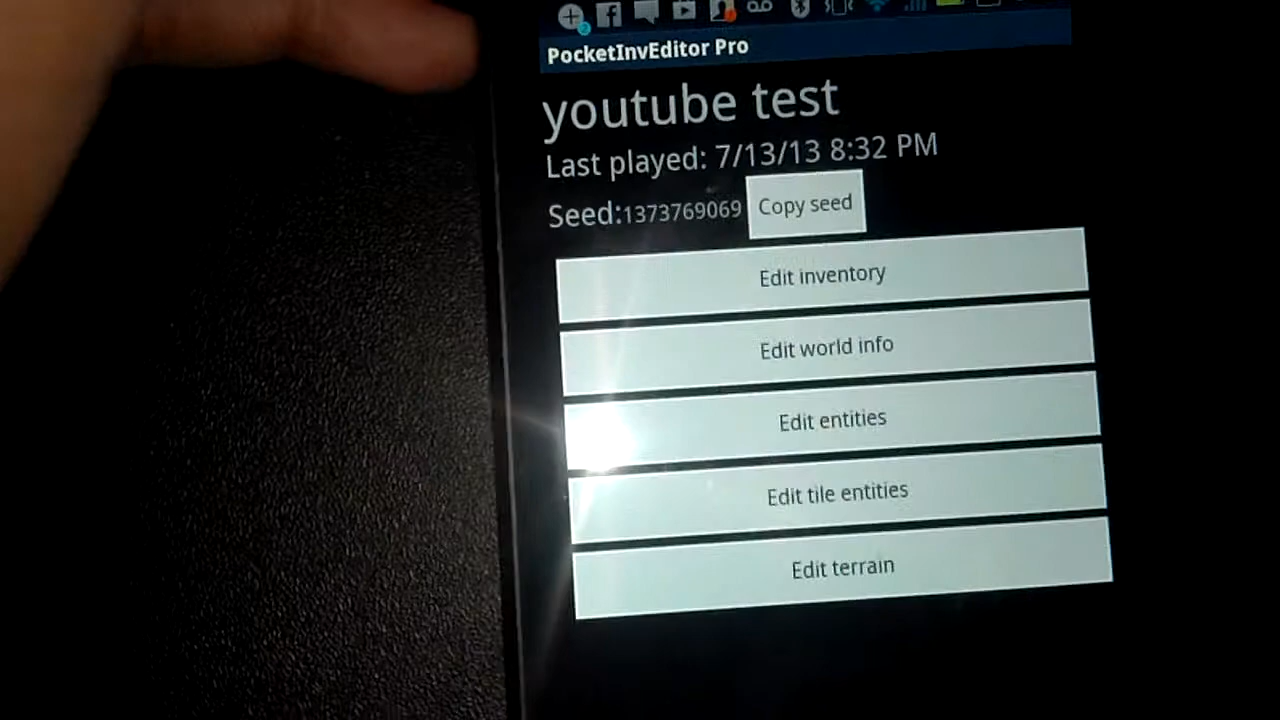 PocketInvEditor Pro
youtube test
Last played: 7/13/13 8:32 PM
Seed:1373769069 Copy seed
Edit inventory
Edit world info
Edit entities
Edit tile entities
Edit terrain